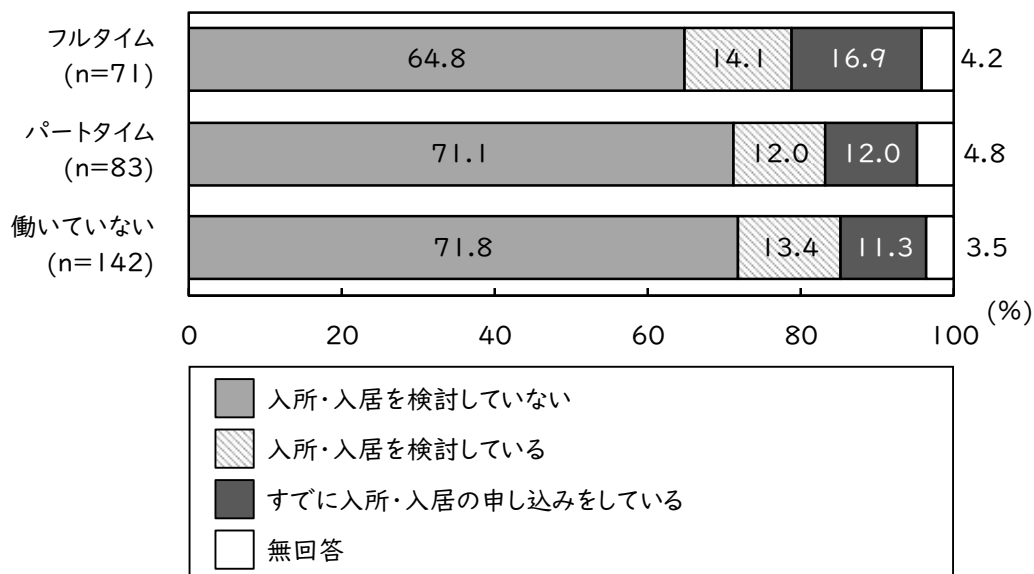 フルタイム
(n=71)
64.8 14.1 16.9 4.2
パートタイム
(n=83)
71.1 12.0 12.0 4.8
働いていない
(n=142)
71.8 13.4 11.3 3.5
(%)
0 20 40 60 80 100
入所・入居を検討していない
入所・入居を検討している
すでに入所・入居の申し込みをしている
無回答